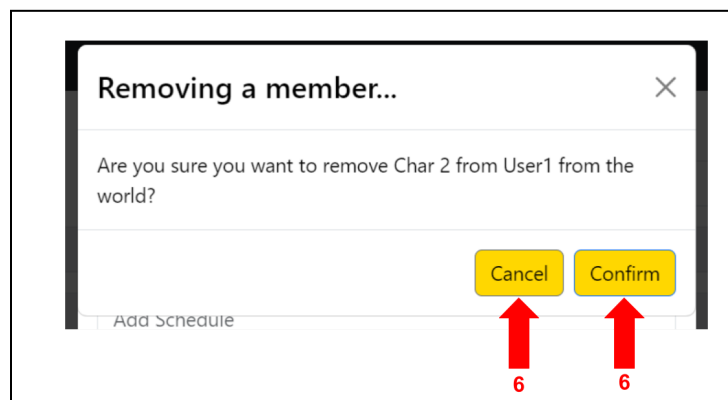 Removing a member...
Are you sure you want to remove Char 2 from User1 from the
world?
Cancel Confirm
Add Schedule
6 6